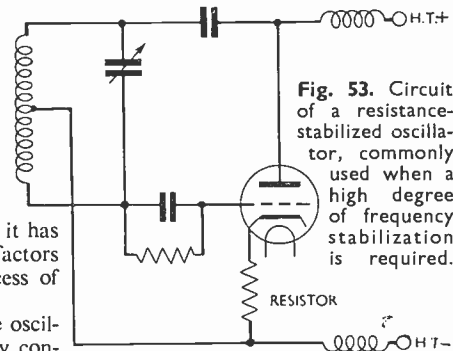 H.T.+
Fig. 53. Circuit
of a resistance-
stabilized oscilla-
tor, commonly
used when a
high degree
of frequency
stabilization
is required.
it has
factors
ess of
RESISTOR
e oscil-
y con-
H.T-